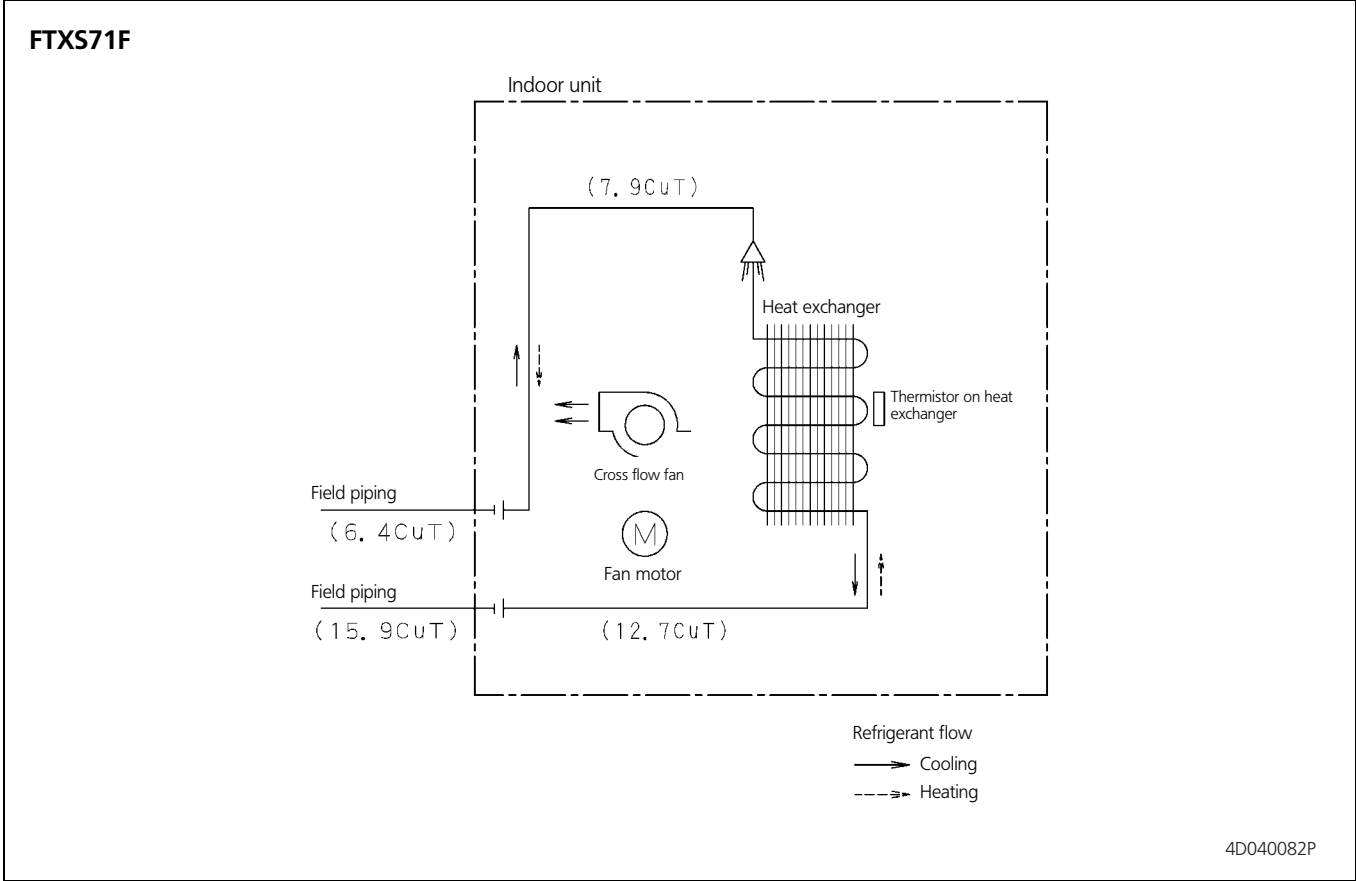 FTXS71F
Indoor unit
(7. 9CuT)
Heat exchanger
Thermistor on heat
exchanger
Cross flow fan
Field piping
(6. 4CuT)
M
Fan motor
Field piping
(15. 9CuT)
(12. 7CuT)
Refrigerant flow
Cooling
Heating
4D040082P